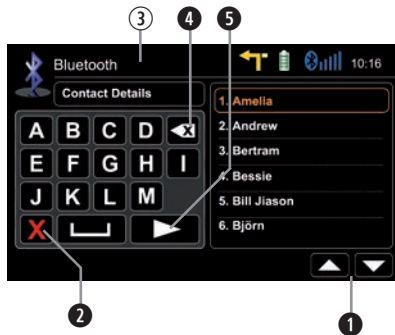 3 4 5
Bluetooth 10:16
Contact Details
A B C D X
E F G H I
J K L M
X
1. Amelia
2. Andrew
3. Bertram
4. Bessie
5. Bill Jiason
6. Björn
2 1